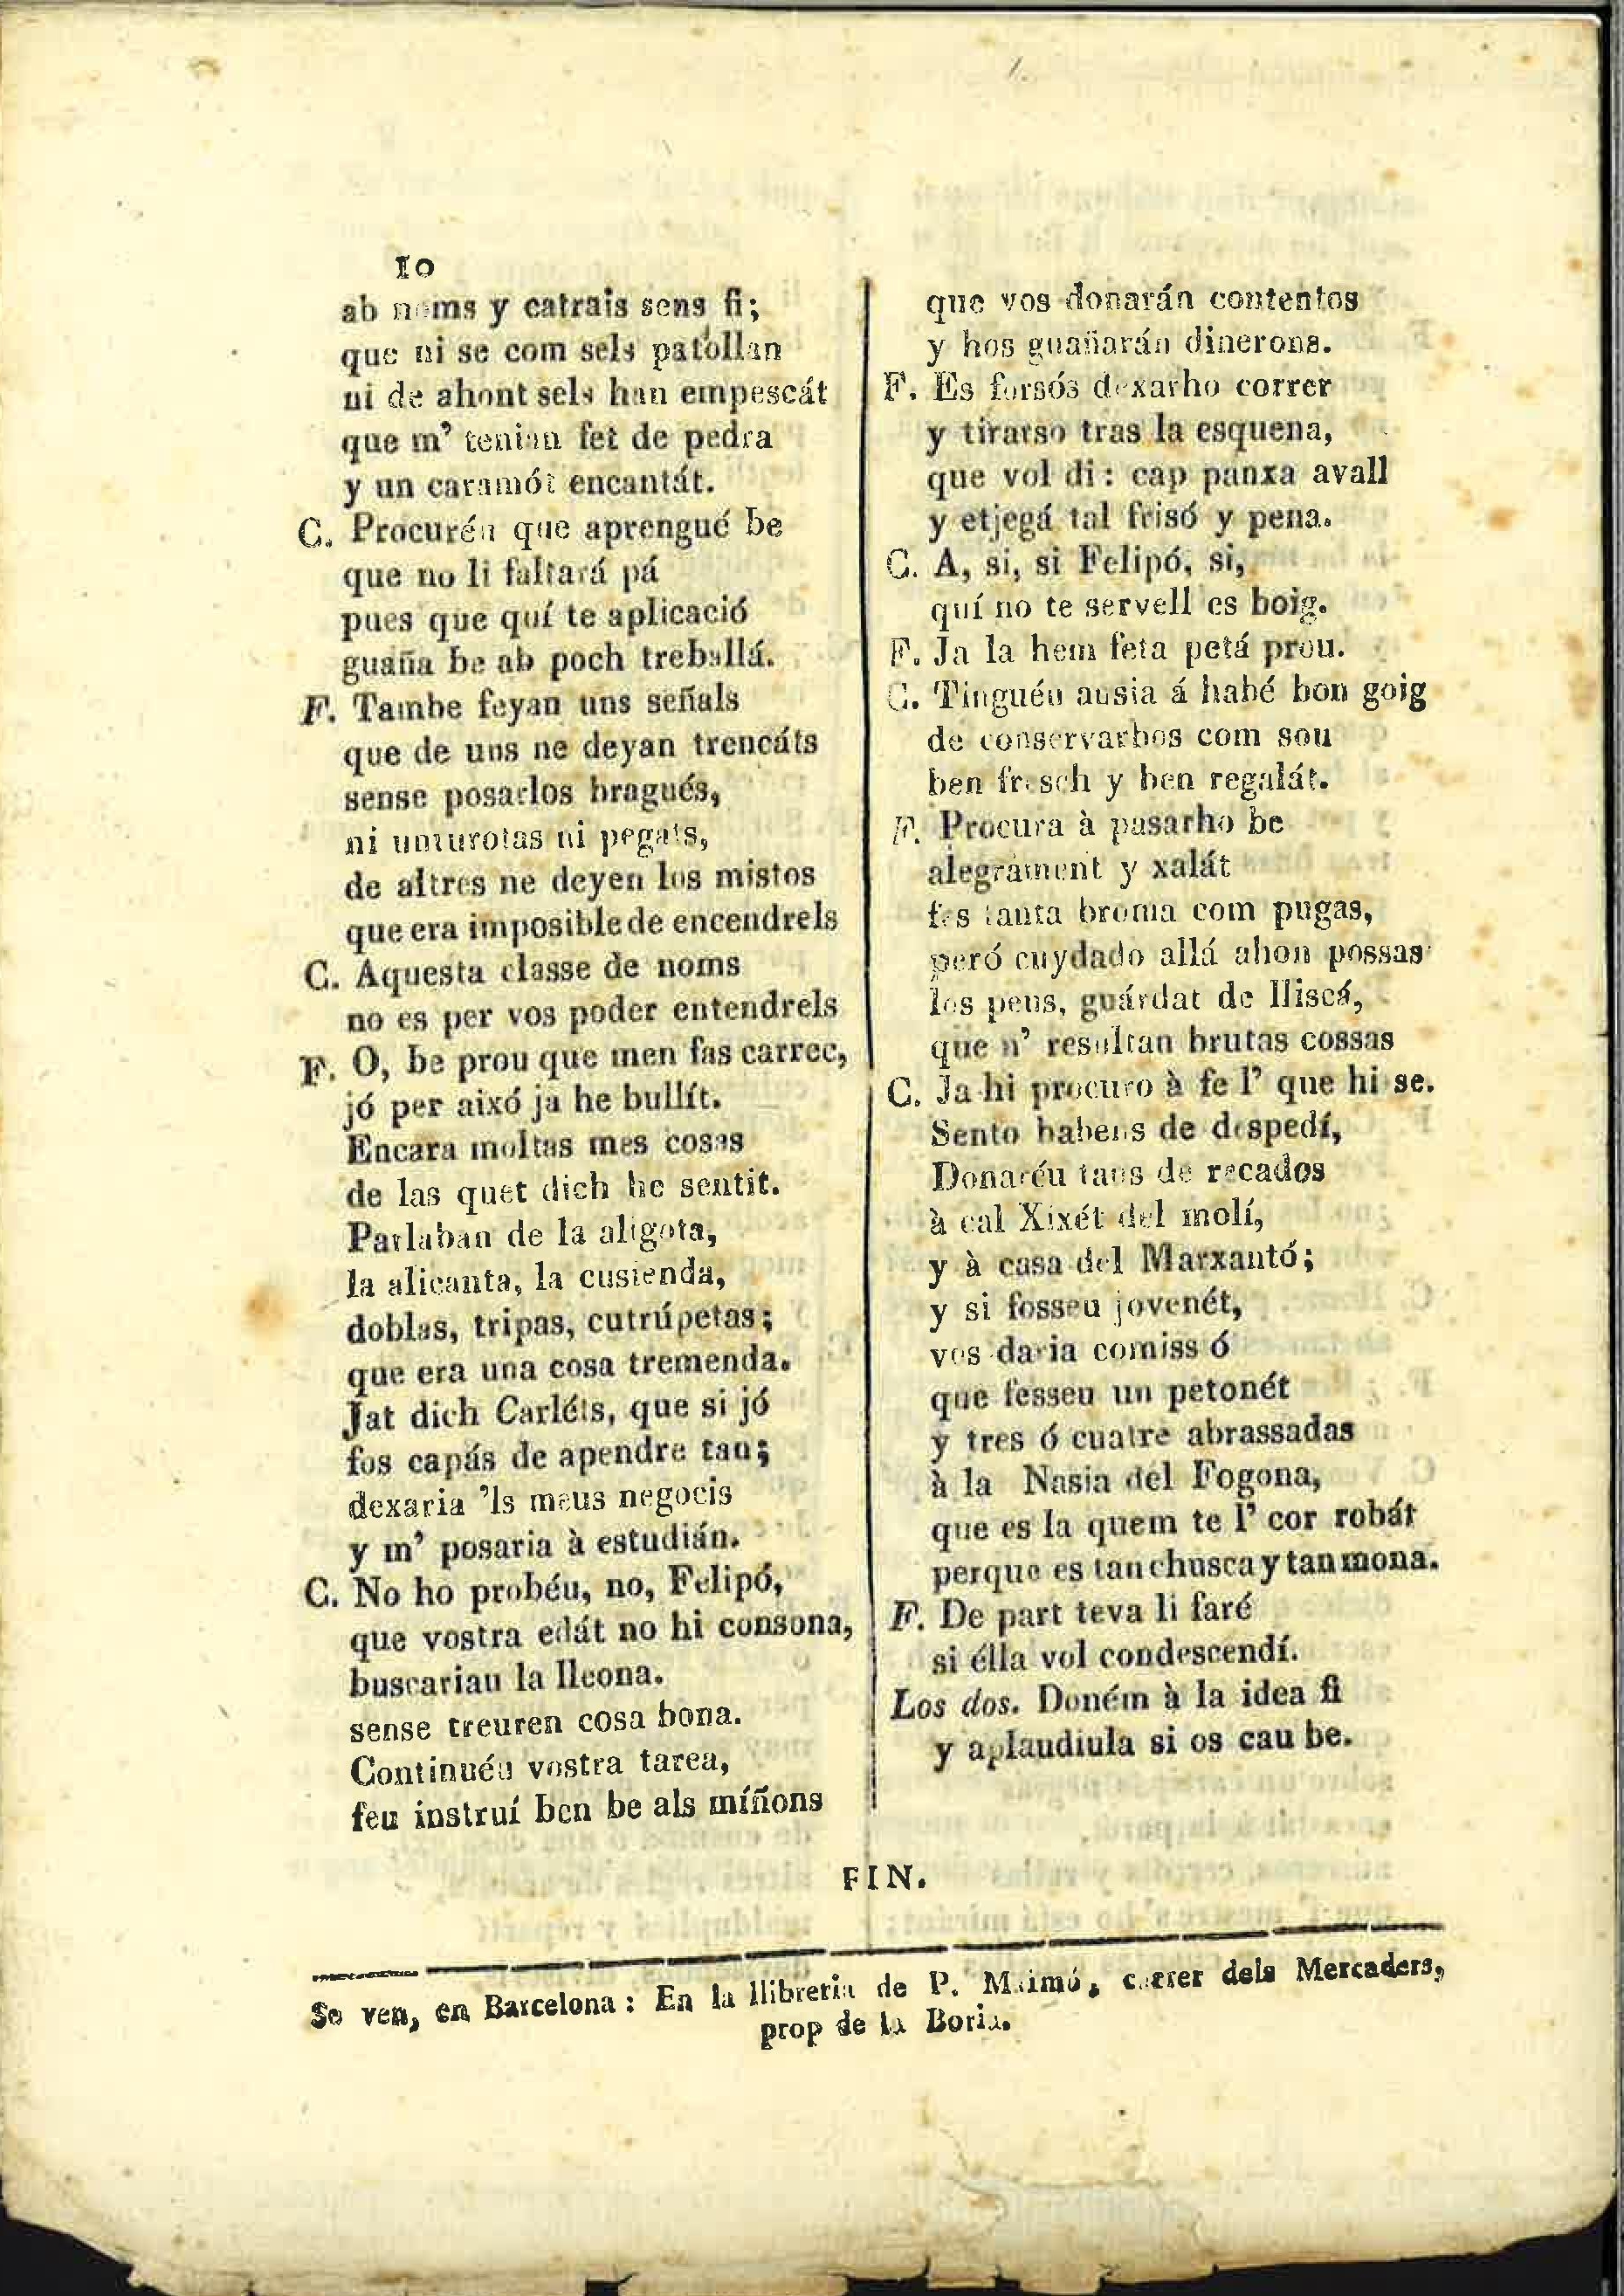 10
ab noms y catrais sens fi;
que ni se com sels patollan
ni de ahont sels han empescát
que m' tenian fet de pedra
y un caramót encantát.
C. Procuréu que aprengué be
que no li faltará pá
pues que quí te aplicació
guaña be ab poch treballá.
F. Tambe feyan uns señals
que de uns ne deyan trencáts
sense posarlos bragués,
ni unturotas ni pegats,
de altres ne deyen los mistos
que era imposible de encendrels
C. Aquesta classe de noms
no es per vos poder entendrels
F. O, be prou que men fas carrec,
jó per aixó ja he bullít.
Encara moltas mes cosas
de las quet dich he sentit.
Parlaban de la aligota,
la alicanta, la cusienda,
doblas, tripas, cutrúpetas;
que era una cosa tremenda.
Jat dich Carléts, que si jó
fos capás de apendre tau;
dexaria 'ls meus negocis
y m' posaria à estudián.
C. No ho probéu, no, Felipó,
que vostra edát no hi consona,
buscariau la lleona.
sense treuren cosa bona.
Continuéu vostra tarea,
feu instruí ben be als míñons
que vos donarán contentos
y hos guañarán dinerons.
F. Es forsós dexarho correr
y tirarso tras la esquena,
que vol di: cap panxa avall
y etjegá tal frisó y pena.
C. A, si, si Felipó, si,
quí no te servell es boig.
F. Ja la hem feta petá prou.
C. Tinguéu ausia á habé bon goig
de conservarhos com sou
ben fresch y ben regalát.
F. Procura à pasarho be
alegrament y xalát
fes tanta broma com pugas,
peró cuydado allá ahon possas
los peus, guárdat de lliscá,
que n' resultan brutas cossas
C. Ja hi procuro à fe l' que hi se.
Sento habens de despedí,
Donaréu tans de recados
à cal Xixét del molí,
y à casa del Marxantó;
y si fosseu jovenét,
vos daria comiss ó
que fesseu un petonét
y tres ó cuatre abrassadas
à la Nasia del Fogona,
que es la quem te l' cor robát
perque es tan chusca y tan mona.
F. De part teva li faré
si élla vol condescendí.
Los dos. Doném à la idea fi
y aplaudiula si os cau be.
FIN.
Se ven, en Barcelona: En la llibreria de P. Maimó, carrer dels Mercaders,
prop de la Boria.